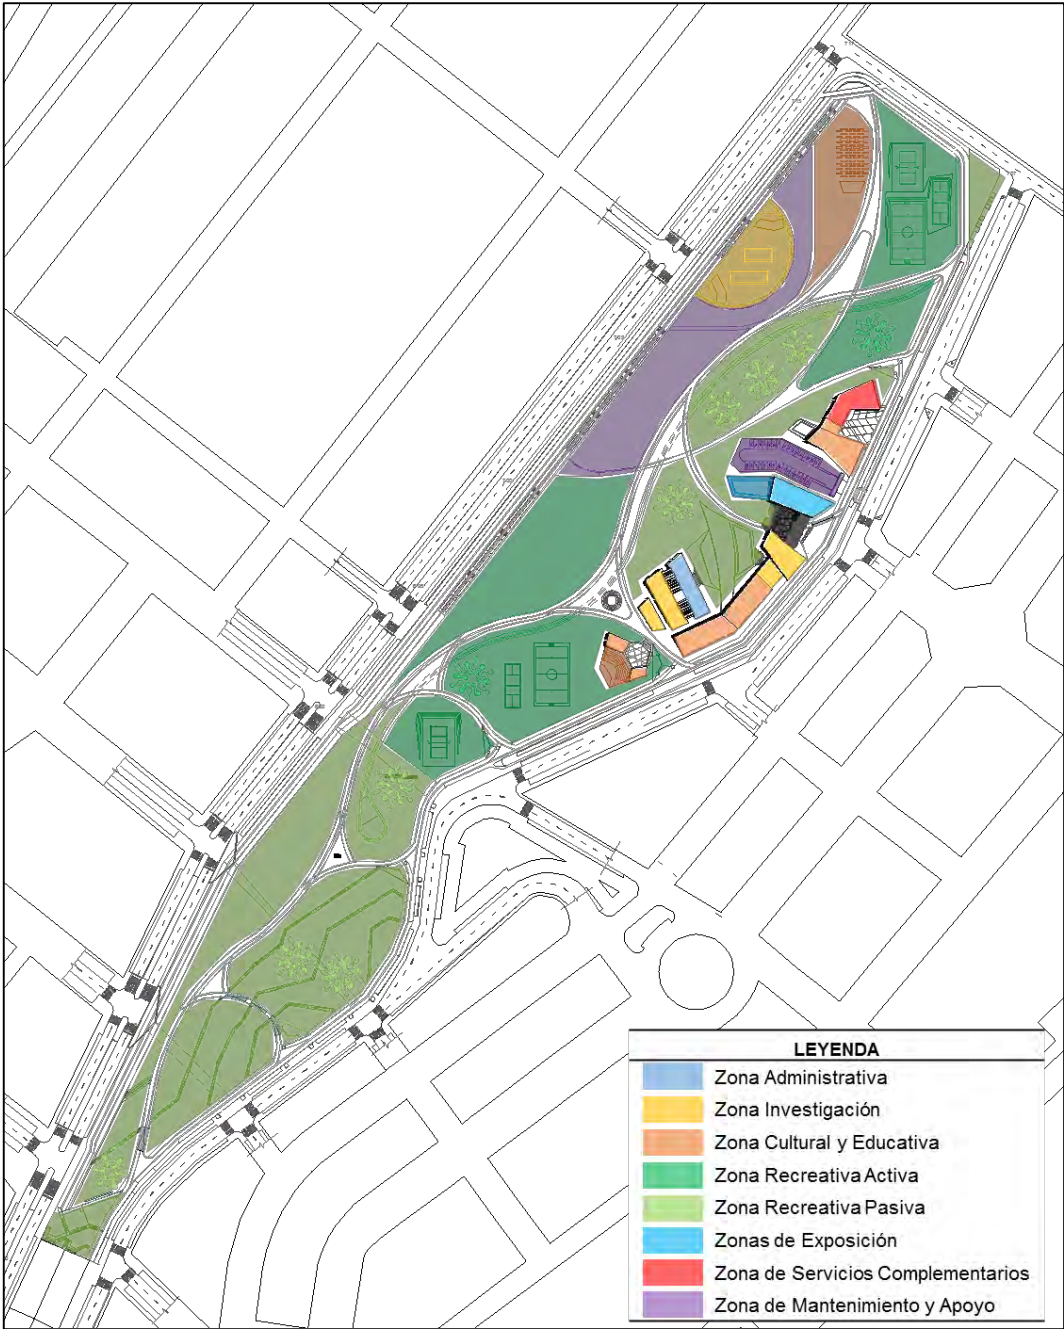 LEYENDA
Zona Administrativa
Zona Investigación
Zona Cultural y Educativa
Zona Recreativa Activa
Zona Recreativa Pasiva
Zonas de Exposición
Zona de Servicios Complementarios
Zona de Mantenimiento y Apoyo